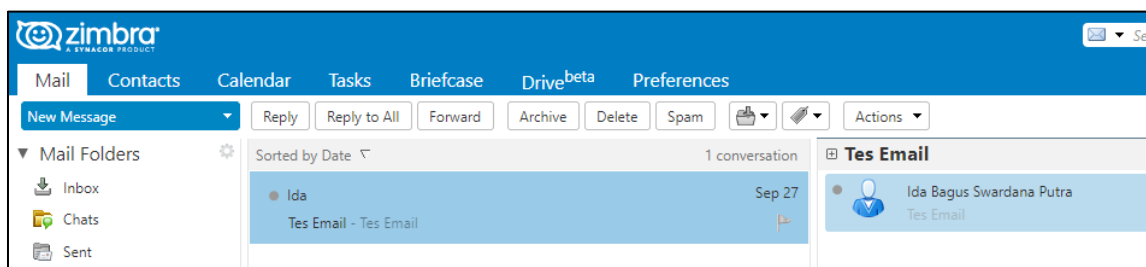 zimbra
A SYNACOR PRODUCT
Mail Contacts Calendar Tasks Briefcase Drivebeta Preferences
New Message Reply Reply to All Forward Archive Delete Spam Actions
Mail Folders
Sorted by Date 1 conversation
Tes Email
Inbox
Ida Sep 27
Ida Bagus Swardana Putra
Chats
Tes Email - Tes Email
Tes Email
Sent